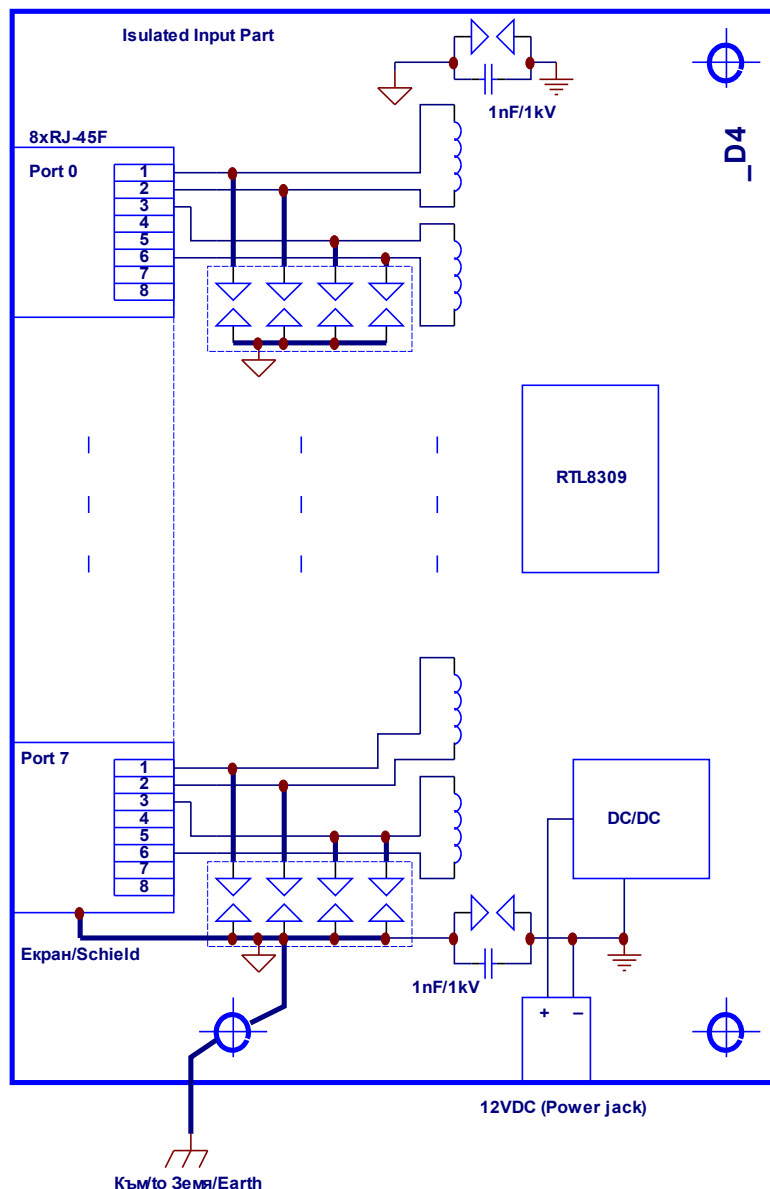 Isulated Input Part
1nF/1kV
_D4
8xRJ-45F
Port 0
1
2
3
4
5
6
7
8
RTL8309
Port 7
1
2
3
4
5
6
7
8
DC/DC
Екран/Schield
1nF/1kV
+ –
12VDC (Power jack)
Към/to Земя/Earth